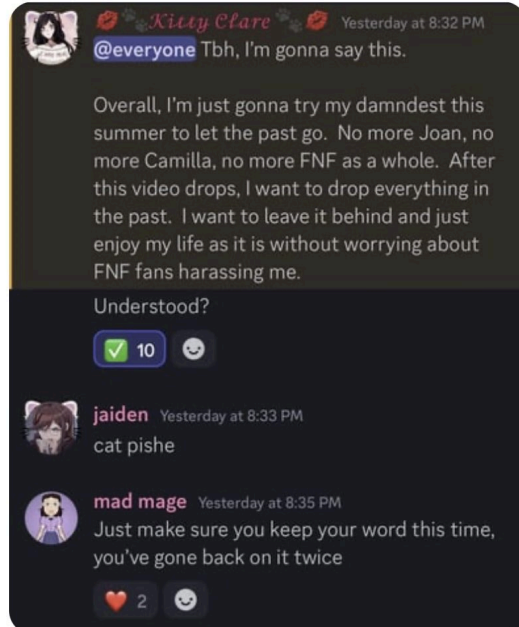 Kitty Clare Yesterday at 8:32 PM
@everyone Tbh, I'm gonna say this.
Overall, I'm just gonna try my damndest this
summer to let the past go. No more Joan, no
more Camilla, no more FNF as a whole. After
this video drops, I want to drop everything in
the past. I want to leave it behind and just
enjoy my life as it is without worrying about
FNF fans harassing me.
Understood?
10
jaiden Yesterday at 8:33 PM
cat pishe
mad mage Yesterday at 8:35 PM
Just make sure you keep your word this time,
you've gone back on it twice
2